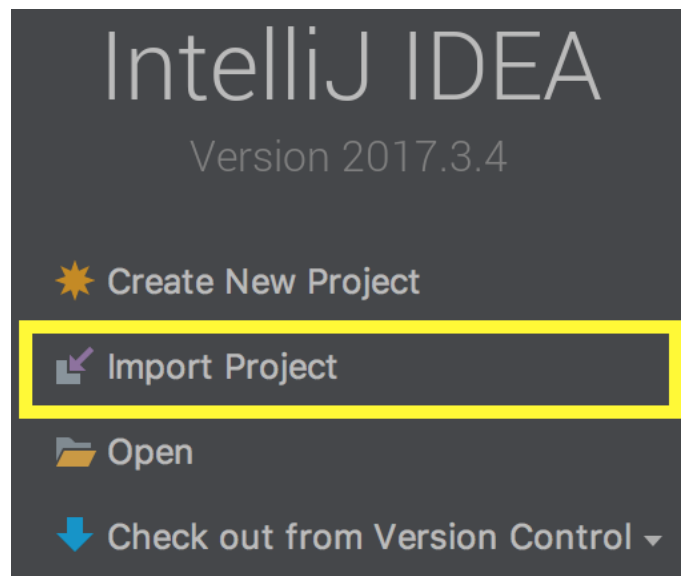 IntelliJ IDEA
Version 2017.3.4
Create New Project
Import Project
Open
Check out from Version Control